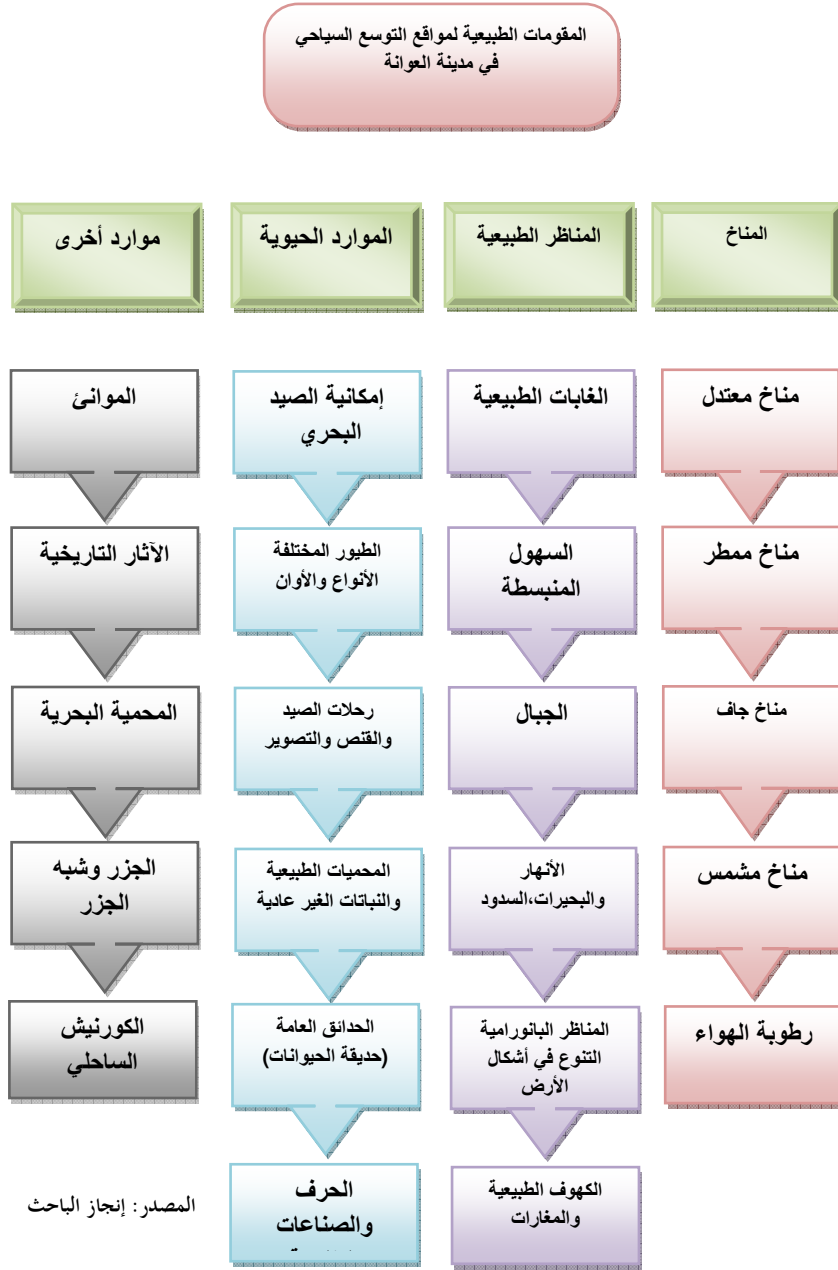 المقومات الطبيعية لمواقع التوسع السياحي
في مدينة العوانة
المناخ
المناظر الطبيعية
الموارد الحيوية
موارد أخرى
مناخ معتدل
مناخ ممطر
مناخ جاف
مناخ مشمس
رطوبة الهواء
الغابات الطبيعية
السهول
المنبسطة
الجبال
الأنهار
والبحيرات،السدود
المناظر البانورامية
التنوع في أشكال
الأرض
الكهوف الطبيعية
والمغارات
إمكانية الصيد
البحري
الطيور المختلفة
الأنواع والأوان
رحلات الصيد
والقنص والتصوير
المحميات الطبيعية
والنباتات الغير عادية
الحدائق العامة
(حديقة الحيوانات)
الحرف
والصناعات
الموانئ
الآثار التاريخية
المحمية البحرية
الجزر وشبه
الجزر
الكورنيش
الساحلي
المصدر: إنجاز الباحث